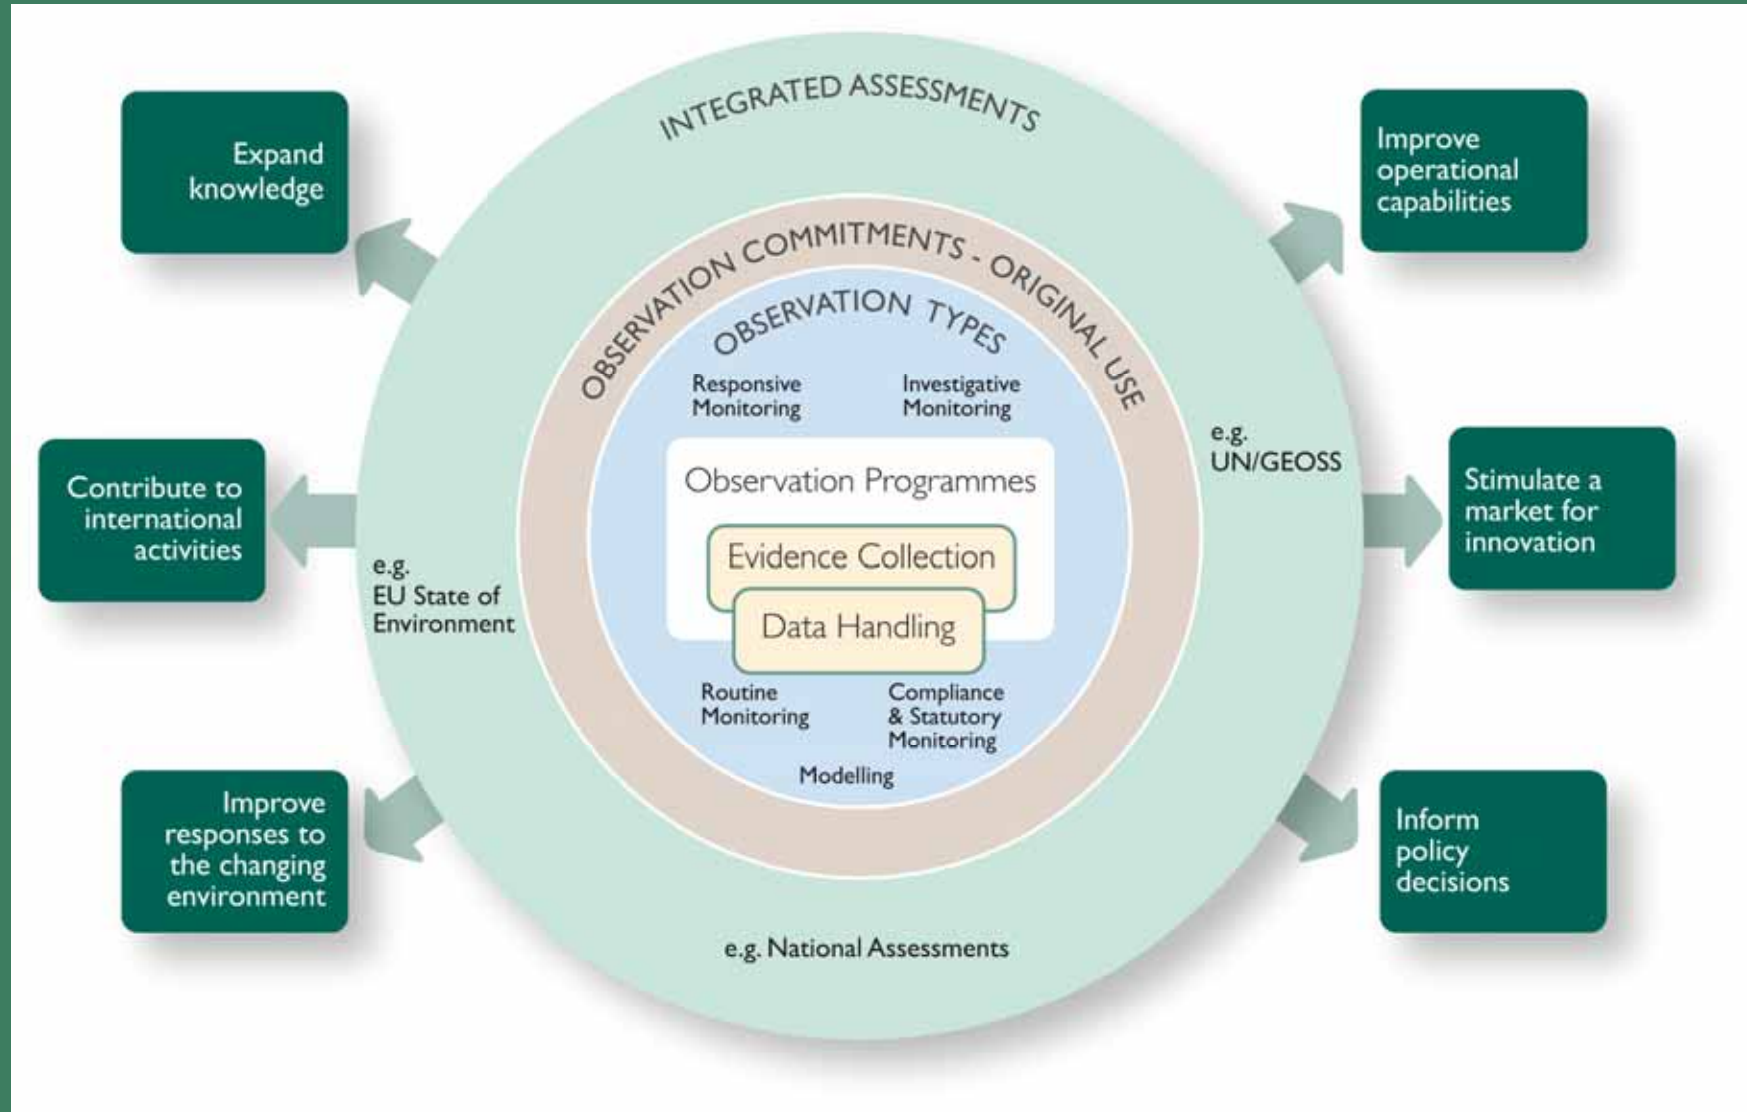 INTEGRATED ASSESSMENTS
OBSERVATION COMMITMENTS - ORIGINAL USE
OBSERVATION TYPES
Responsive
Monitoring
Investigative
Monitoring
Observation Programmes
Evidence Collection
Data Handling
Routine
Monitoring
Compliance
& Statutory
Monitoring
Modelling
e.g.
UN/GEOSS
e.g.
EU State of
Environment
e.g. National Assessments
Expand
knowledge
Contribute to
international
activities
Improve
responses to
the changing
environment
Improve
operational
capabilities
Stimulate a
market for
innovation
Inform
policy
decisions